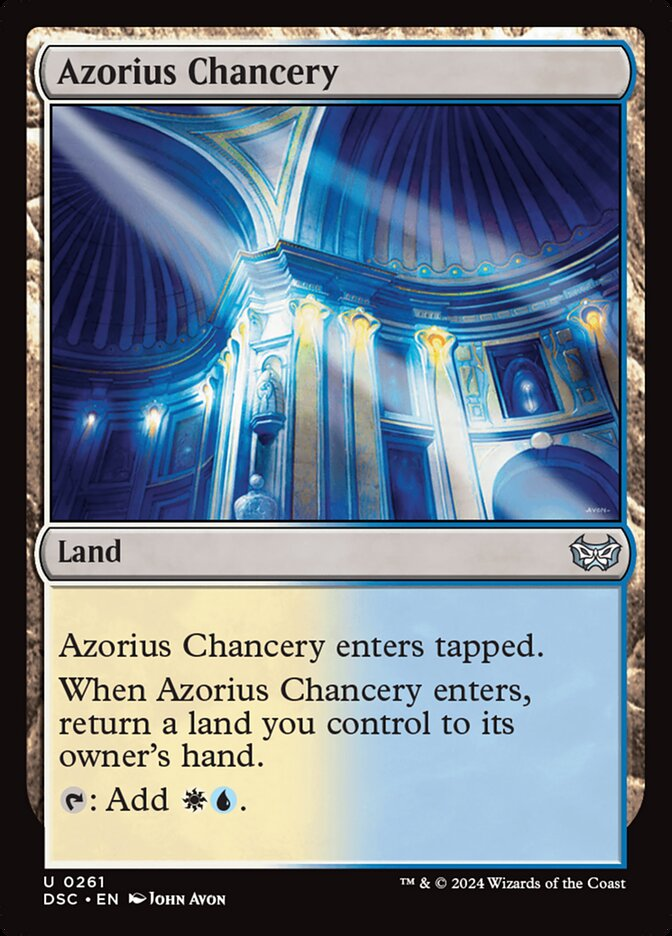 Azorius Chancery
AVON
Land
Azorius Chancery enters tapped.
When Azorius Chancery enters,
return a land you control to its
owner's hand.
: Add .
U 0261
DSC • EN John Avon
™ & © 2024 Wizards of the Coast